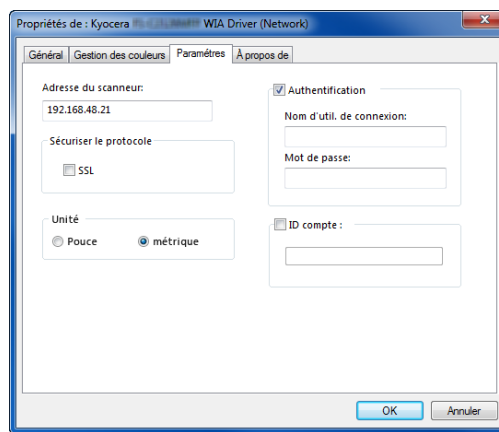 Propriétés de : Kyocera WIA Driver (Network)
Général
Gestion des couleurs
Paramètres
À propos de
Adresse du scanneur:
192.168.48.21
Sécuriser le protocole
SSL
Unité
Pouce
métrique
Authentification
Nom d'util. de connexion:
Mot de passe:
ID compte :
OK
Annuler